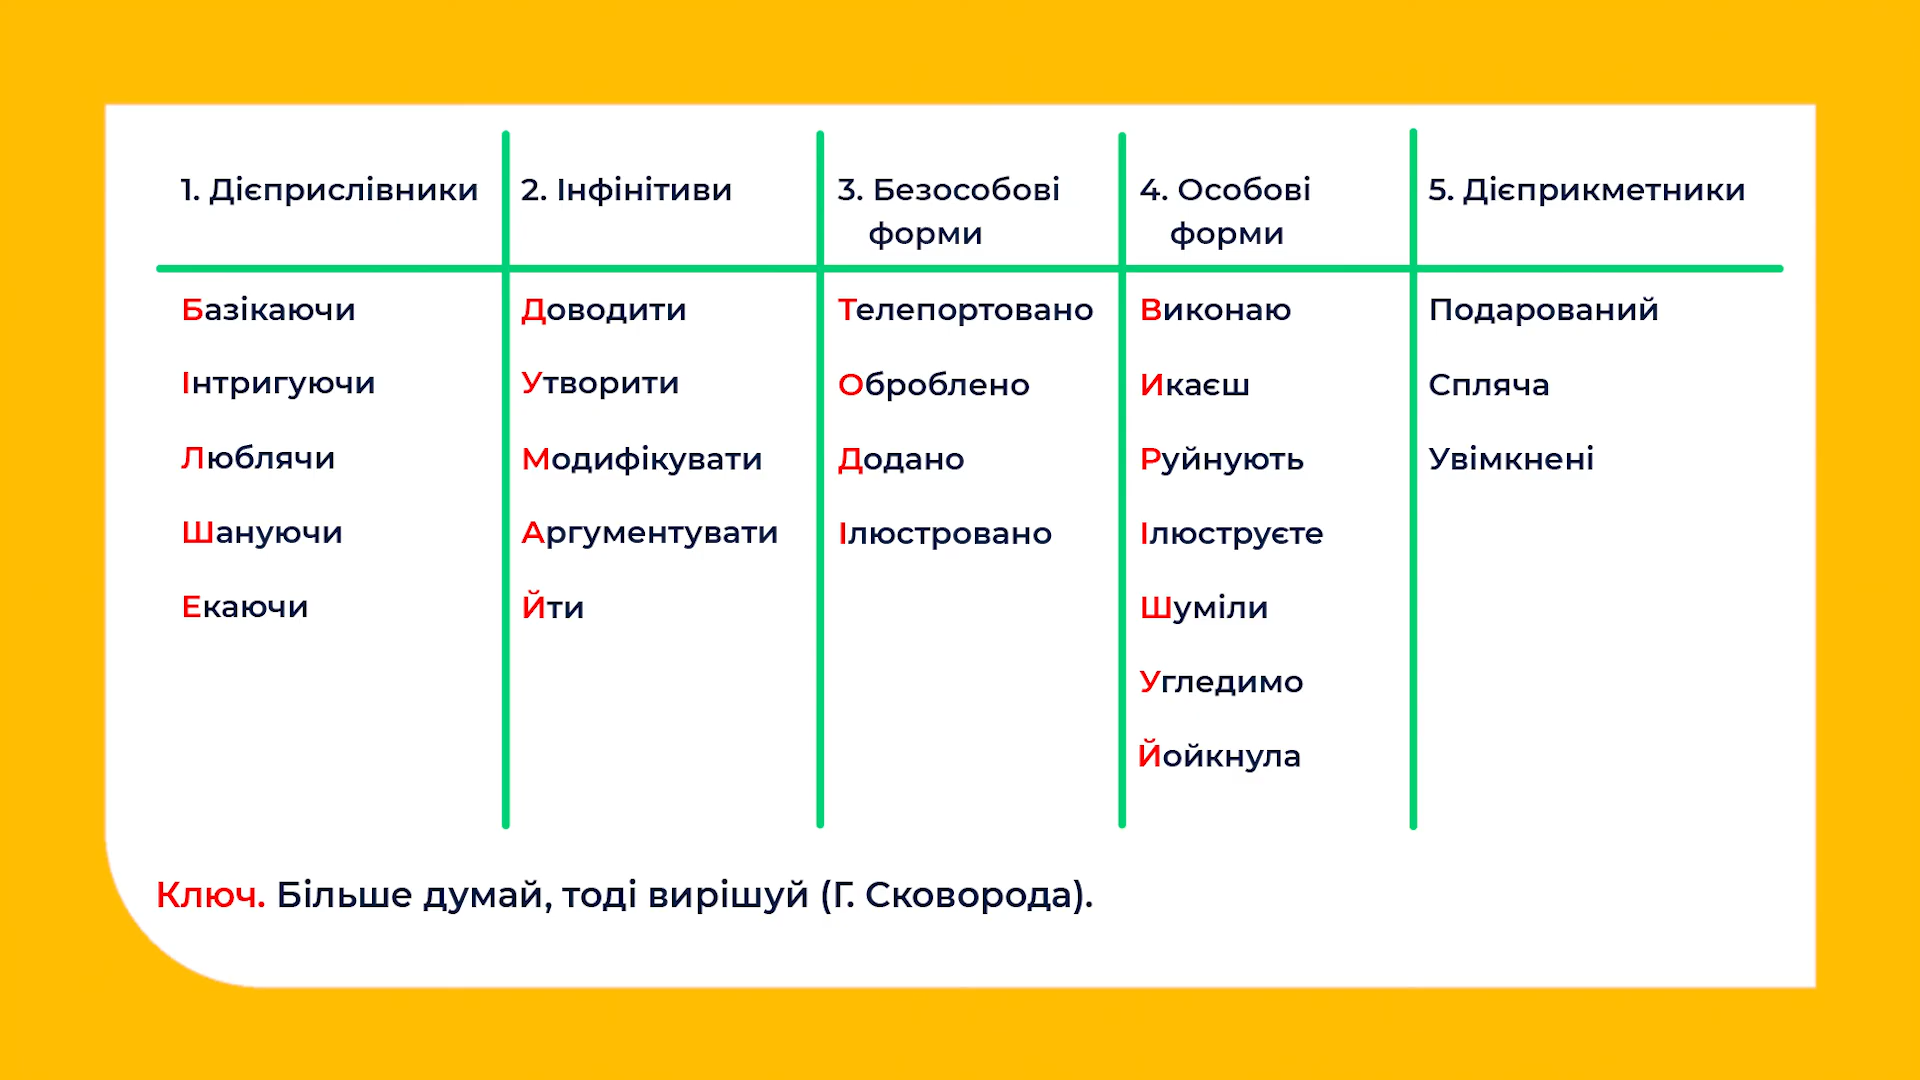 1. Дієприслівники
2. Інфінітиви
3. Безособові
форми
4. Особові
форми
5. Дієприкметники
Базікаючи
Інтригуючи
Люблячи
Шануючи
Екаючи
Доводити
Утворити
Модифікувати
Аргументувати
Йти
Телепортовано
Оброблено
Додано
Ілюстровано
Виконаю
Икаєш
Руйнують
Ілюструєте
Шуміли
Угледимо
Йойкнула
Подарований
Спляча
Увімкнені
Ключ. Більше думай, тоді вирішуй (Г. Сковорода).